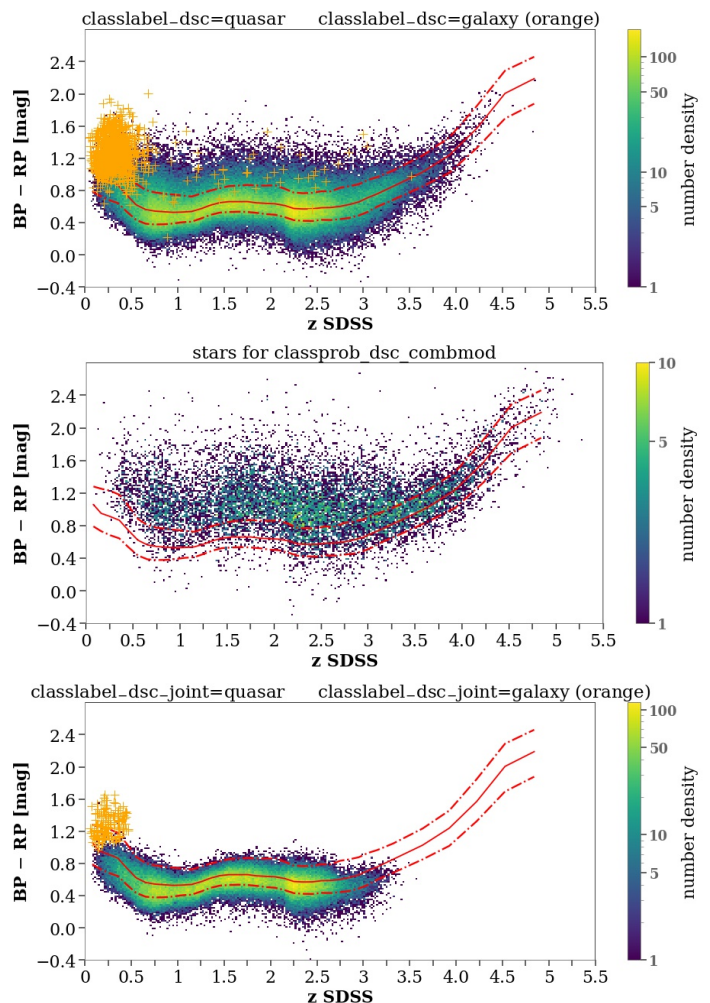 classlabel_dsc=quasar classlabel_dsc=galaxy (orange)
2.4
2.0
1.6
1.2
0.8
0.4
0.0
−0.4
BP − RP [mag]
0 0.5 1 1.5 2 2.5 3 3.5 4.0 4.5 5 5.5
z SDSS
100
50
10
5
1
number density
stars for classprob_dsc_combmod
2.4
2.0
1.6
1.2
0.8
0.4
0.0
−0.4
BP − RP [mag]
0 0.5 1 1.5 2 2.5 3 3.5 4.0 4.5 5 5.5
z SDSS
10
5
1
number density
classlabel_dsc_joint=quasar classlabel_dsc_joint=galaxy (orange)
2.4
2.0
1.6
1.2
0.8
0.4
0.0
−0.4
BP − RP [mag]
0 0.5 1 1.5 2 2.5 3 3.5 4.0 4.5 5 5.5
z SDSS
100
50
10
5
1
number density